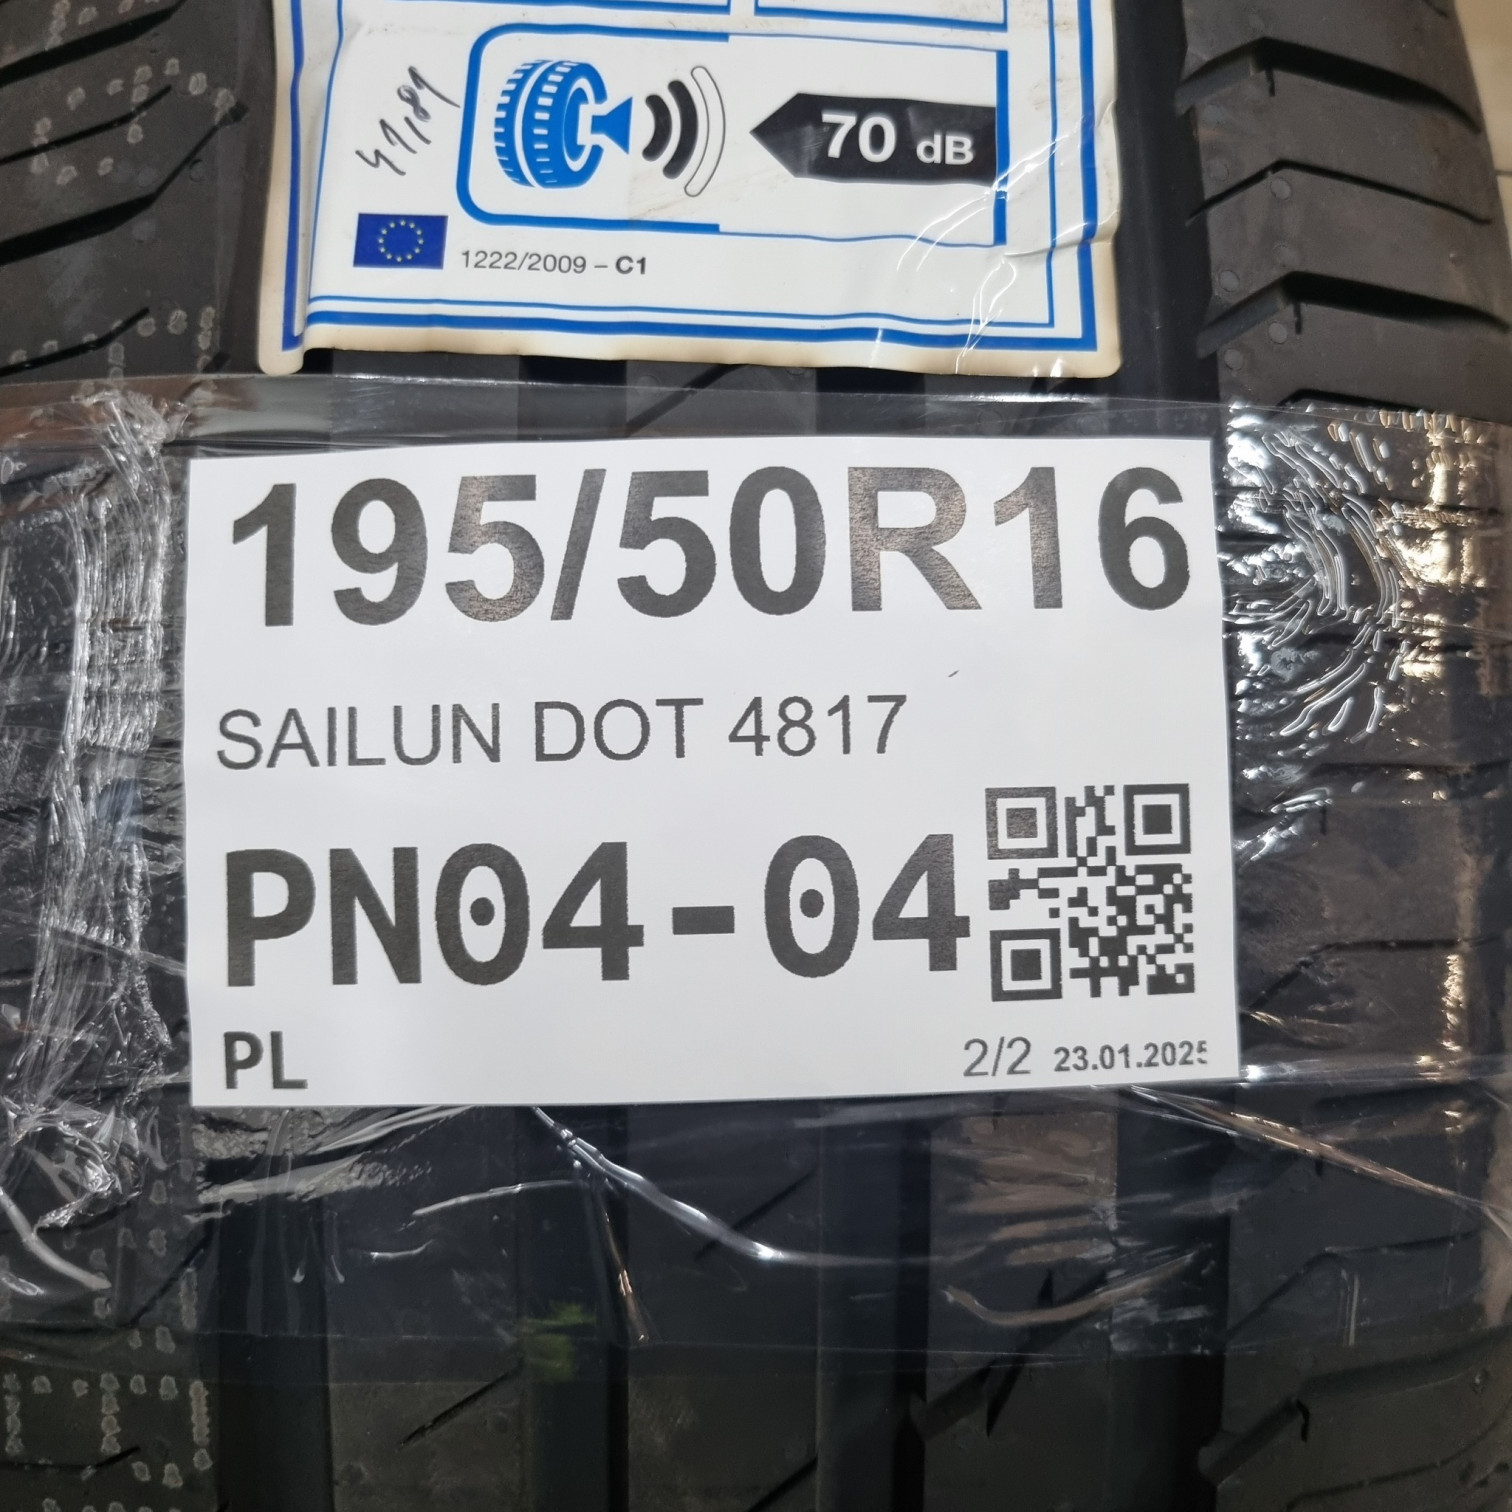 70 dB
1222/2009 – C1
195/50R16
SAILUN DOT 4817
PN04-04
PL
2/2 23.01.2025